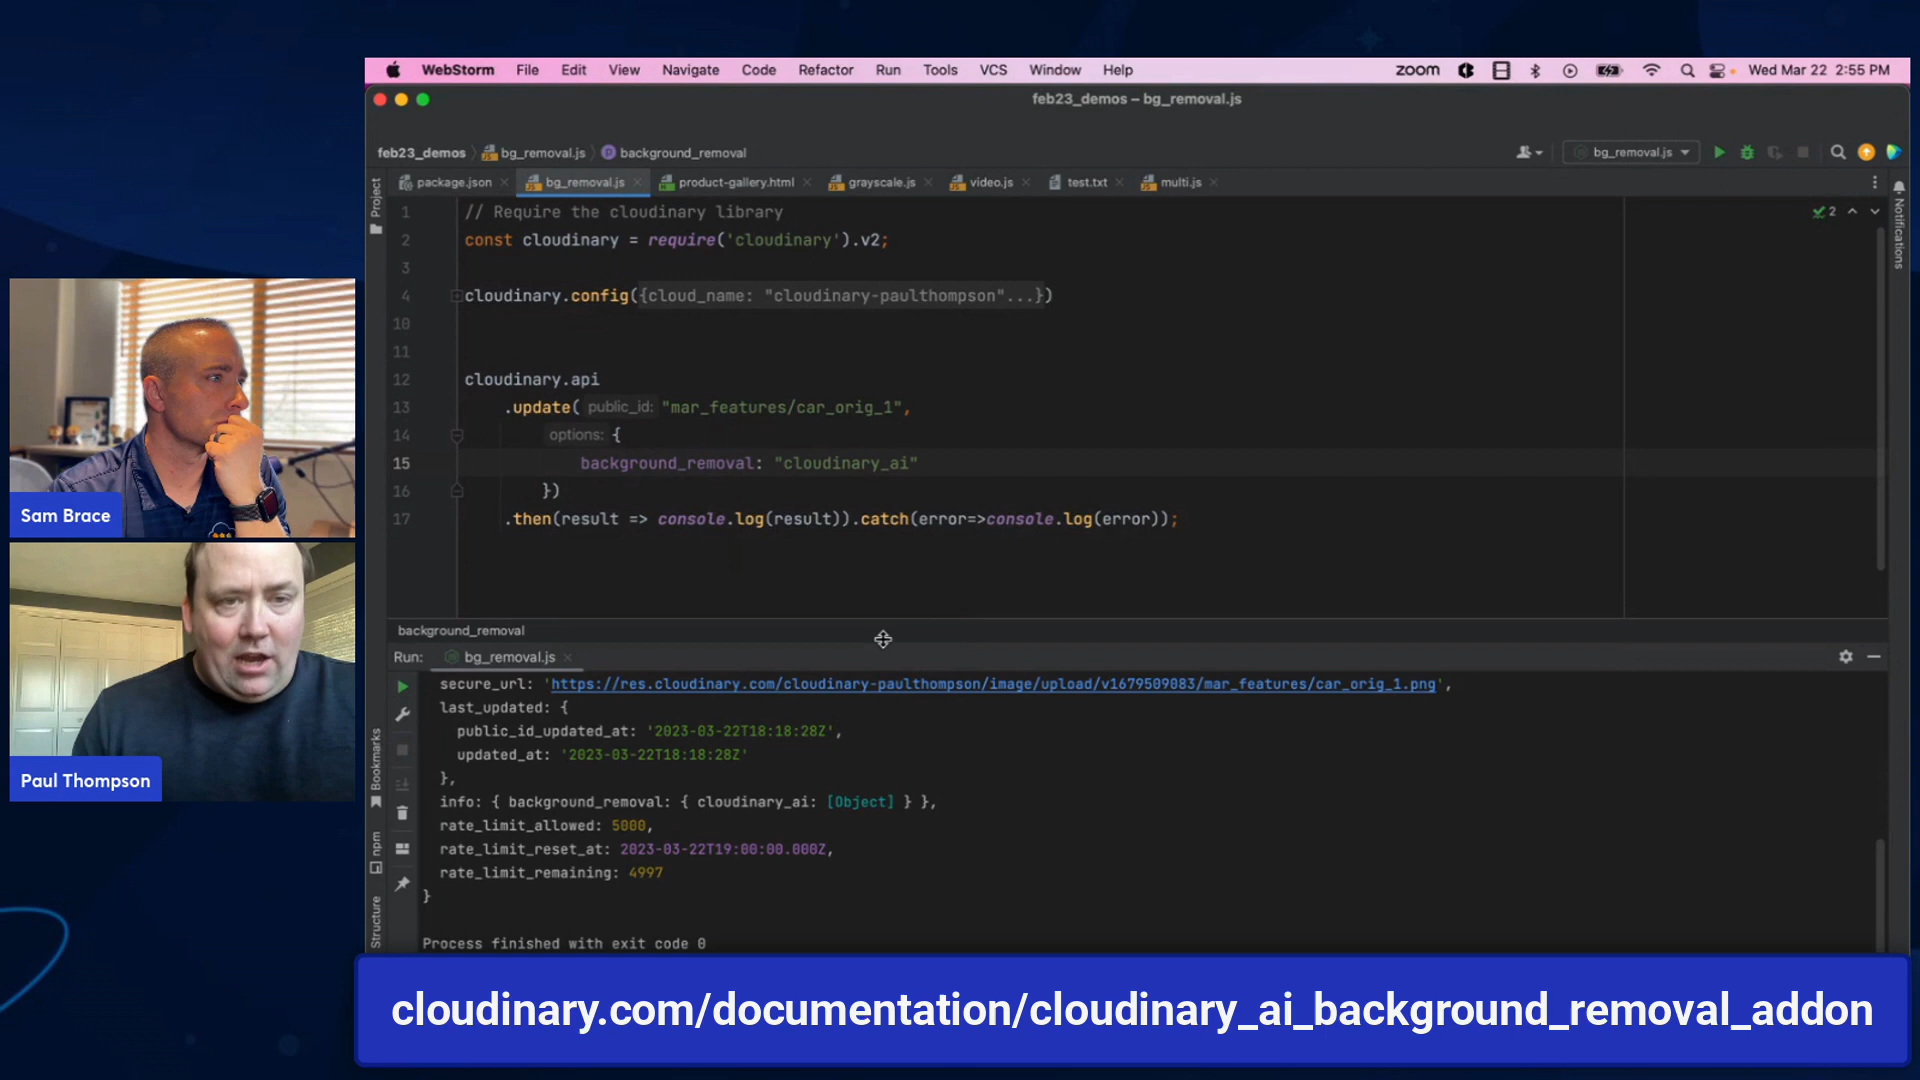 WebStorm File Edit View Navigate Code Refactor Run Tools VCS Window Help zoom Wed Mar 22 2:55 PM
feb23_demos – bg_removal.js
feb23_demos bg_removal.js background_removal bg_removal.js
package.json bg_removal.js product-gallery.html grayscale.js video.js test.txt multi.js
Project
Notifications
1 // Require the cloudinary library 2
2 const cloudinary = require('cloudinary').v2;
3
4 cloudinary.config({cloud_name: "cloudinary-paulthompson"...})
10
11
12 cloudinary.api
13 .update( public_id: "mar_features/car_orig_1",
14 options: {
15 background_removal: "cloudinary_ai"
16 })
17 .then(result => console.log(result)).catch(error=>console.log(error));
Sam Brace
Paul Thompson
background_removal
Run: bg_removal.js
secure_url: 'https://res.cloudinary.com/cloudinary-paulthompson/image/upload/v1679509083/mar_features/car_orig_1.png',
last_updated: {
public_id_updated_at: '2023-03-22T18:18:28Z',
updated_at: '2023-03-22T18:18:28Z'
},
info: { background_removal: { cloudinary_ai: [Object] } },
rate_limit_allowed: 5000,
rate_limit_reset_at: 2023-03-22T19:00:00.000Z,
rate_limit_remaining: 4997
}
Process finished with exit code 0
Bookmarks
npm
Structure
cloudinary.com/documentation/cloudinary_ai_background_removal_addon